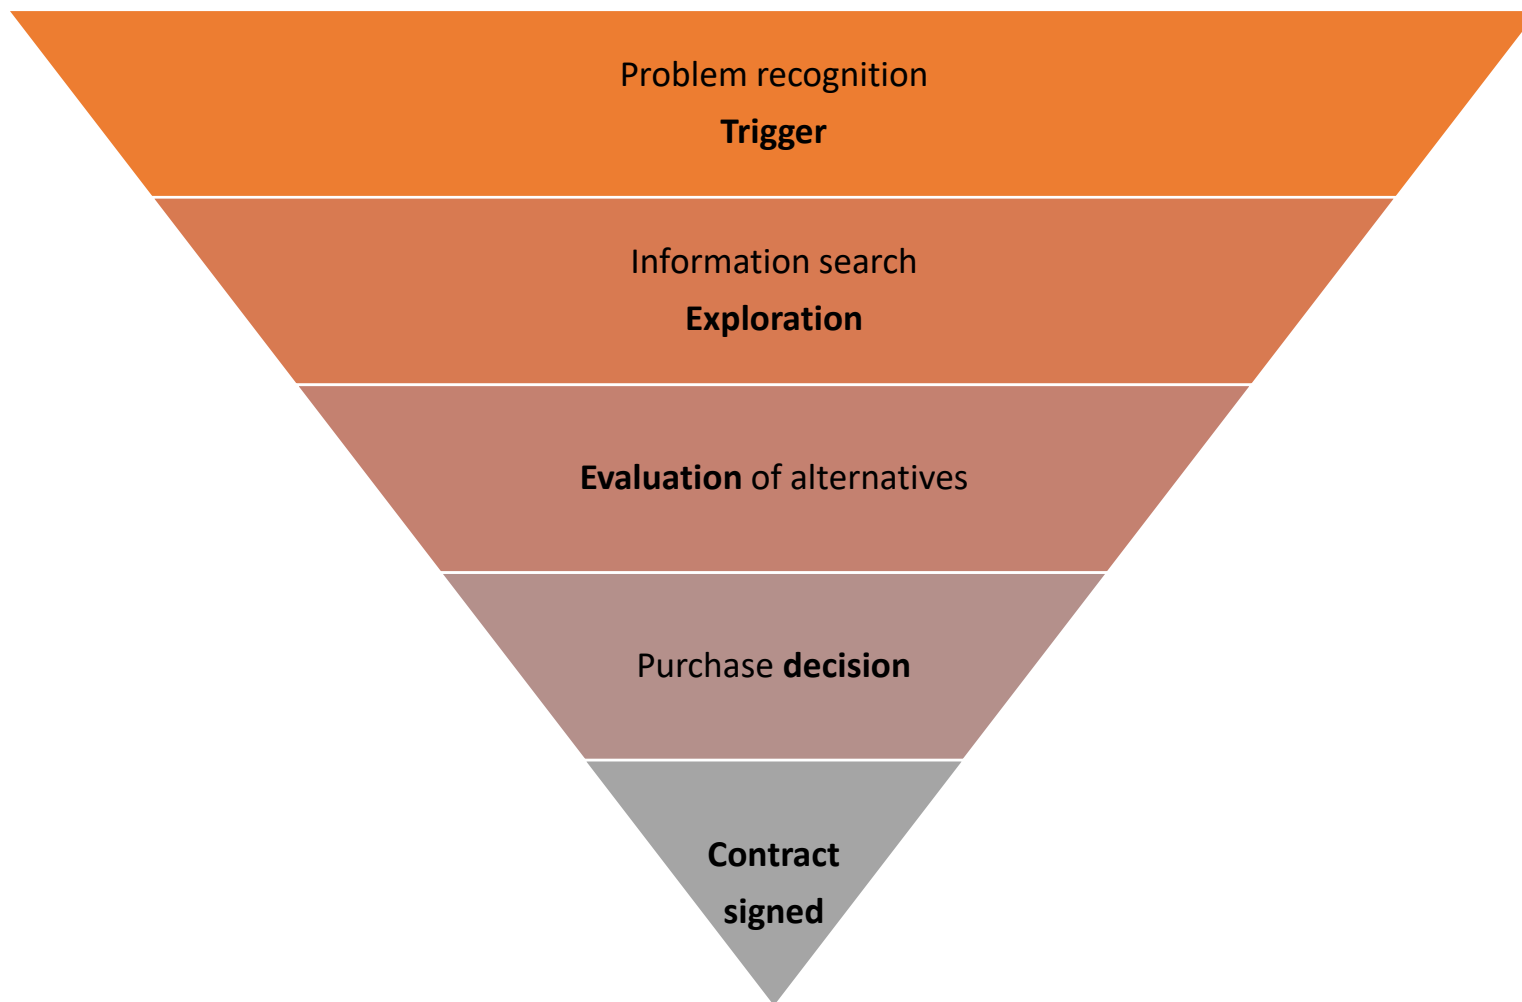 Problem recognition
Trigger
Information search
Exploration
Evaluation of alternatives
Purchase decision
Contract
signed